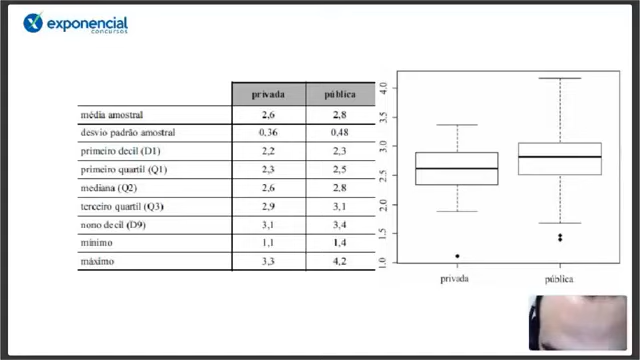 exponencial
concursos
privada pública
média amostral 2,6 2,8
desvio padrão amostral 0,36 0,48
primeiro decil (D1) 2,2 2,3
primeiro quartil (Q1) 2,3 2,5
mediana (Q2) 2,6 2,8
terceiro quartil (Q3) 2,9 3,1
nono decil (D9) 3,1 3,4
mínimo 1,1 1,4
máximo 3,3 4,2
4.0
3.5
3.0
2.5
2.0
1.5
1.0
privada pública